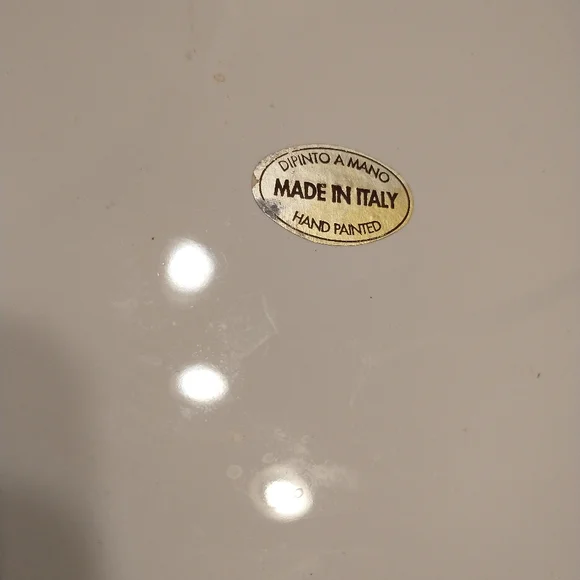 DIPINTO A MANO
MADE IN ITALY
HAND PAINTED